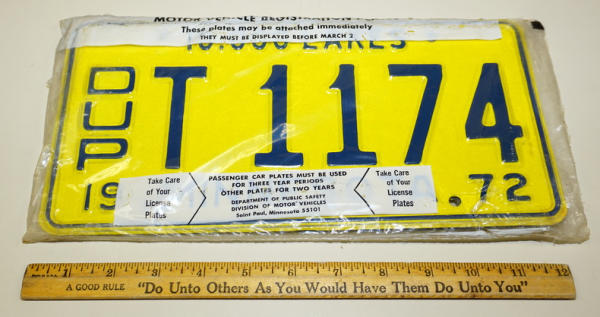 MOTOR VEHICLE REGISTRATION
These plates may be attached immediately
THEY MUST BE DISPLAYED BEFORE MARCH 2
10,000 LAKES
DUP
T 1174
19
72
Take Care
of Your
License
Plates
PASSENGER CAR PLATES MUST BE USED
FOR THREE YEAR PERIODS
OTHER PLATES FOR TWO YEARS
DEPARTMENT OF PUBLIC SAFETY
DIVISION OF MOTOR VEHICLES
Saint Paul, Minnesota 55101
Take Care
of Your
License
Plates
1 2 3 4 5 6 7 8 9 10 11 12
A GOOD RULE "Do Unto Others As You Would Have Them Do Unto You"